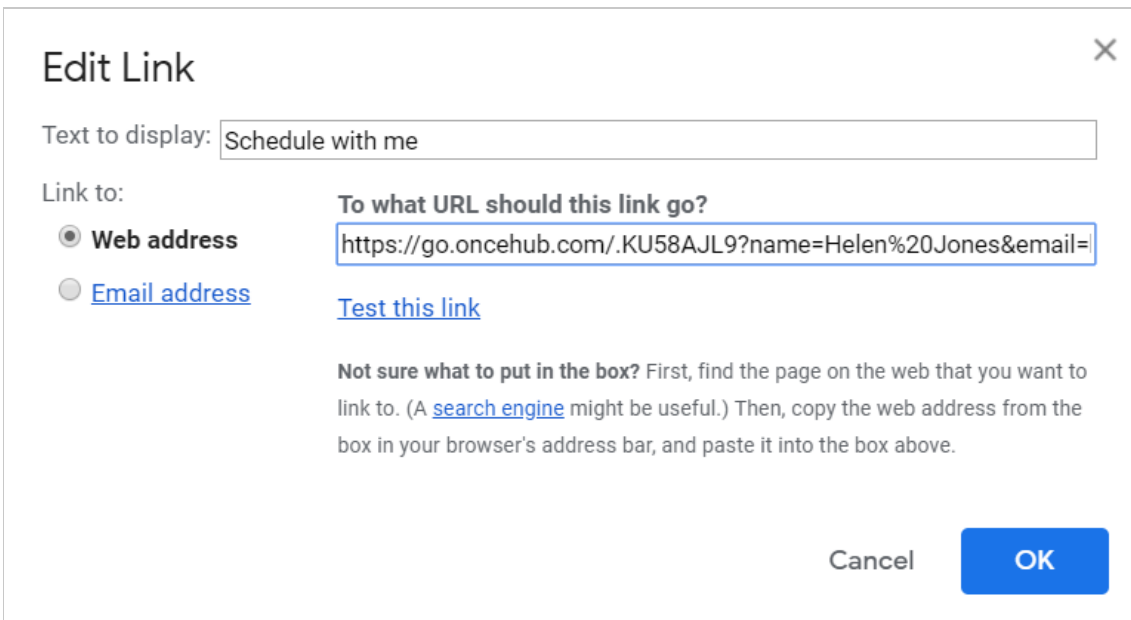 Edit Link
Text to display: Schedule with me
Link to:
To what URL should this link go?
Web address
https://go.oncehub.com/.KU58AJL9?name=Helen%20Jones&email=
Email address
Test this link
Not sure what to put in the box? First, find the page on the web that you want to
link to. (A search engine might be useful.) Then, copy the web address from the
box in your browser's address bar, and paste it into the box above.
Cancel
OK